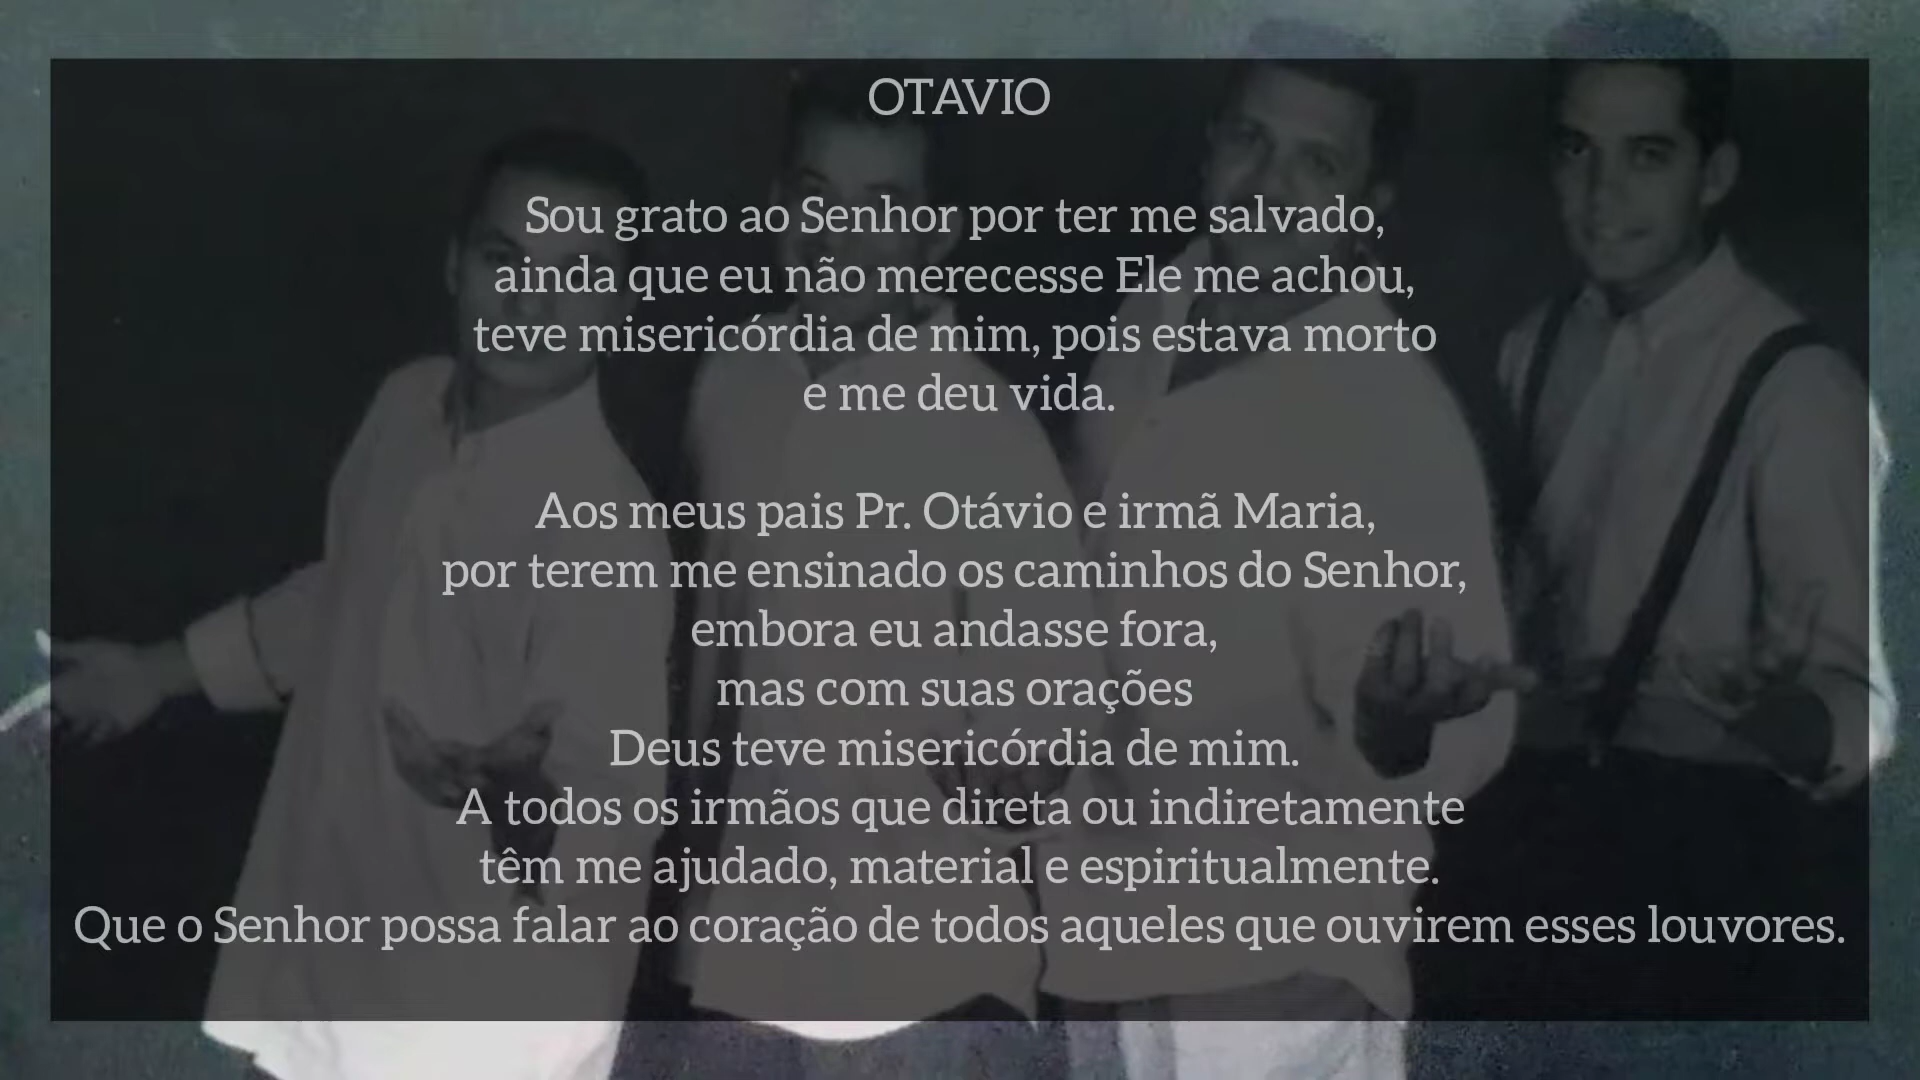 OTAVIO
Sou grato ao Senhor por ter me salvado,
ainda que eu não merecesse Ele me achou,
teve misericórdia de mim, pois estava morto
e me deu vida.
Aos meus pais Pr. Otávio e irmã Maria,
por terem me ensinado os caminhos do Senhor,
embora eu andasse fora,
mas com suas orações
Deus teve misericórdia de mim.
A todos os irmãos que direta ou indiretamente
têm me ajudado, material e espiritualmente.
Que o Senhor possa falar ao coração de todos aqueles que ouvirem esses louvores.